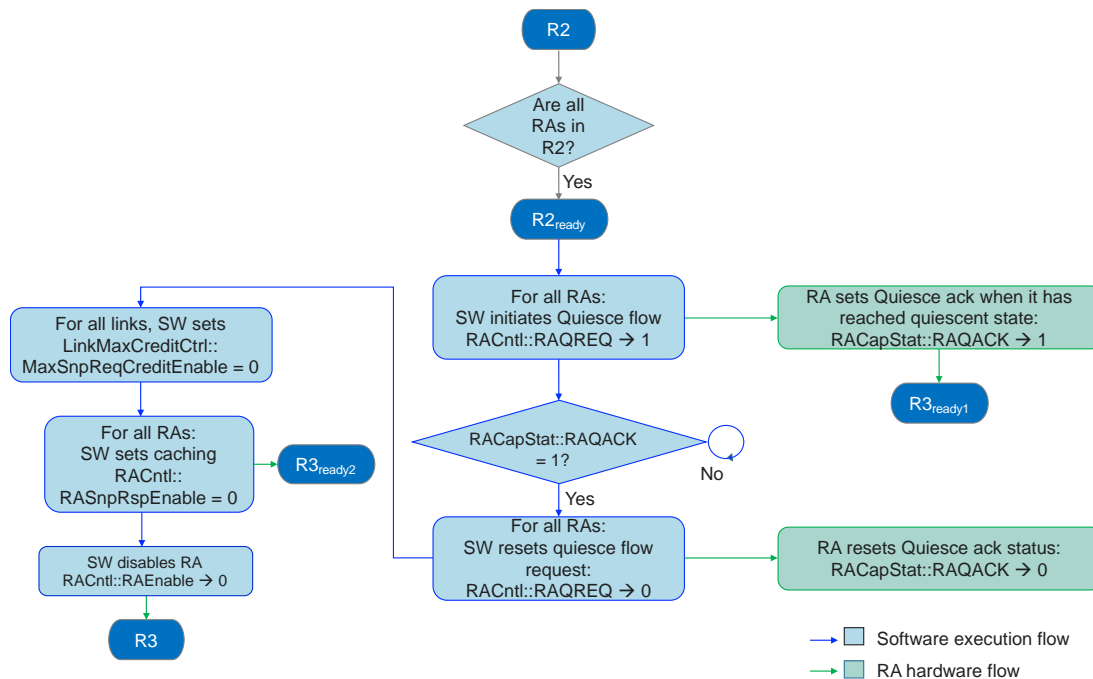 R2
Are all
RAs in
R2?
Yes
R2ready
For all RAs:
SW initiates Quiesce flow
RACntl::RAQREQ → 1
RA sets Quiesce ack when it has
reached quiescent state:
RACapStat::RAQACK → 1
R3ready1
RACapStat::RAQACK
= 1?
No
Yes
For all RAs:
SW resets quiesce flow
request:
RACntl::RAQREQ → 0
RA resets Quiesce ack status:
RACapStat::RAQACK → 0
For all links, SW sets
LinkMaxCreditCtrl::
MaxSnpReqCreditEnable = 0
For all RAs:
SW sets caching
RACntl::
RASnpRspEnable = 0
R3ready2
SW disables RA
RACntl::RAEnable → 0
R3
Software execution flow
RA hardware flow